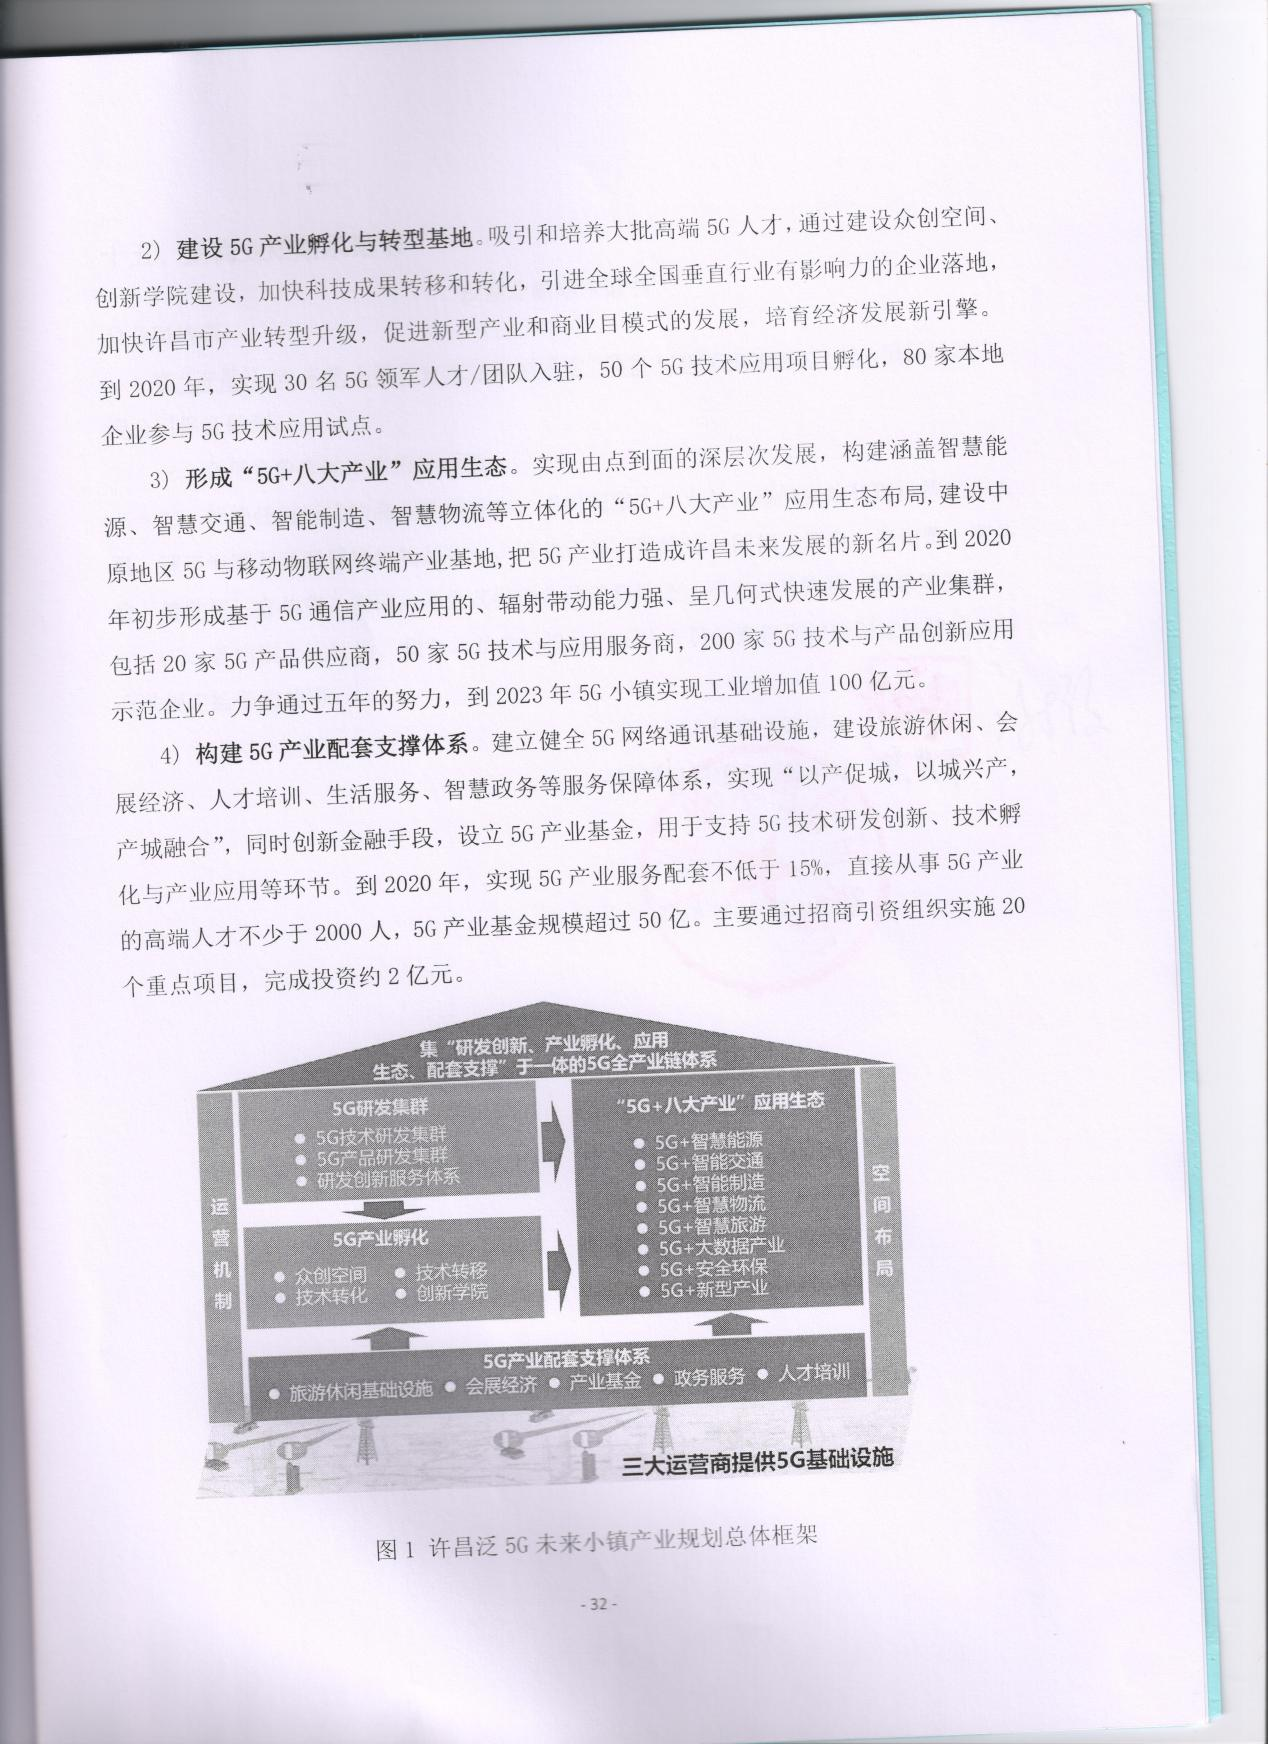 2) 建设 5G 产业孵化与转型基地。吸引和培养大批高端 5G 人才，通过建设众创空间、
创新学院建设，加快科技成果转移和转化，引进全球全国垂直行业有影响力的企业落地，
加快许昌市产业转型升级，促进新型产业和商业目模式的发展，培育经济发展新引擎。
到 2020 年，实现 30 名 5G 领军人才/团队入驻，50 个 5G 技术应用项目孵化，80 家本地
企业参与 5G 技术应用试点。
3) 形成“5G+八大产业”应用生态。实现由点到面的深层次发展，构建涵盖智慧能
源、智慧交通、智能制造、智慧物流等立体化的“5G+八大产业”应用生态布局,建设中
原地区 5G 与移动物联网终端产业基地,把 5G 产业打造成许昌未来发展的新名片。到 2020
年初步形成基于 5G 通信产业应用的、辐射带动能力强、呈几何式快速发展的产业集群，
包括 20 家 5G 产品供应商，50 家 5G 技术与应用服务商，200 家 5G 技术与产品创新应用
示范企业。力争通过五年的努力，到 2023 年 5G 小镇实现工业增加值 100 亿元。
4) 构建 5G 产业配套支撑体系。建立健全 5G 网络通讯基础设施，建设旅游休闲、会
展经济、人才培训、生活服务、智慧政务等服务保障体系，实现“以产促城，以城兴产，
产城融合”，同时创新金融手段，设立 5G 产业基金，用于支持 5G 技术研发创新、技术孵
化与产业应用等环节。到 2020 年，实现 5G 产业服务配套不低于 15%，直接从事 5G 产业
的高端人才不少于 2000 人，5G 产业基金规模超过 50 亿。主要通过招商引资组织实施 20
个重点项目，完成投资约 2 亿元。
集“研发创新、产业孵化、应用
生态、配套支撑”于一体的5G全产业链体系
运营机制
5G研发集群
● 5G技术研发集群
● 5G产品研发集群
● 研发创新服务体系
5G产业孵化
● 众创空间 ● 技术转移
● 技术转化 ● 创新学院
“5G+八大产业”应用生态
● 5G+智慧能源
● 5G+智能交通
● 5G+智能制造
● 5G+智慧物流
● 5G+智慧旅游
● 5G+大数据产业
● 5G+安全环保
● 5G+新型产业
空间布局
5G产业配套支撑体系
● 旅游休闲基础设施 ● 会展经济 ● 产业基金 ● 政务服务 ● 人才培训
三大运营商提供5G基础设施
图 1 许昌泛 5G 未来小镇产业规划总体框架
- 32 -